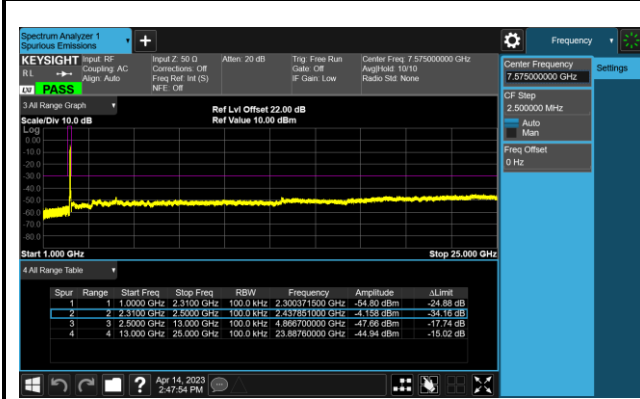 Spectrum Analyzer 1
Spurious Emissions
Frequency
KEYSIGHT
Input: RF
Coupling: AC
Align: Auto
Input Z: 50 Ω
Corrections: Off
Freq Ref: Int (S)
NFE: Off
Atten: 20 dB
Trig: Free Run
Gate: Off
IF Gain: Low
Center Freq: 7.575000000 GHz
Avg|Hold: 10/10
Radio Std: None
R L
LXI
PASS
Center Frequency
7.575000000 GHz
Settings
CF Step
2.500000 MHz
Auto
Man
Freq Offset
0 Hz
3 All Range Graph
Scale/Div 10.0 dB
Ref Lvl Offset 22.00 dB
Ref Value 10.00 dBm
Log
0.00
-10.0
-20.0
-30.0
-40.0
-50.0
-60.0
-70.0
-80.0
Start 1.000 GHz
Stop 25.000 GHz
4 All Range Table
Spur Range Start Freq Stop Freq RBW Frequency Amplitude ΔLimit
1 1 1.0000 GHz 2.3100 GHz 100.0 kHz 2.300371500 GHz -54.80 dBm -24.88 dB
2 2 2.3100 GHz 2.5000 GHz 100.0 kHz 2.437851000 GHz -4.158 dBm -34.16 dB
3 3 2.5000 GHz 13.000 GHz 100.0 kHz 4.866700000 GHz -47.66 dBm -17.74 dB
4 4 13.000 GHz 25.000 GHz 100.0 kHz 23.88760000 GHz -44.94 dBm -15.02 dB
Apr 14, 2023
2:47:54 PM